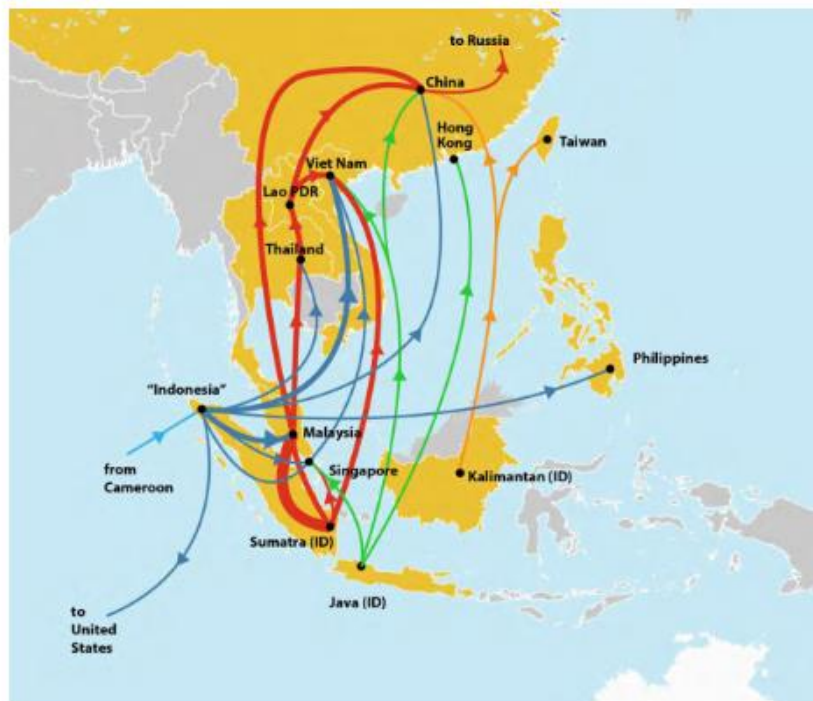 to Russia
China
Hong
Kong
Taiwan
Viet Nam
Lao PDR
Thailand
Philippines
"Indonesia"
Malaysia
from
Cameroon
Singapore
Kalimantan (ID)
Sumatra (ID)
Java (ID)
to
United
States